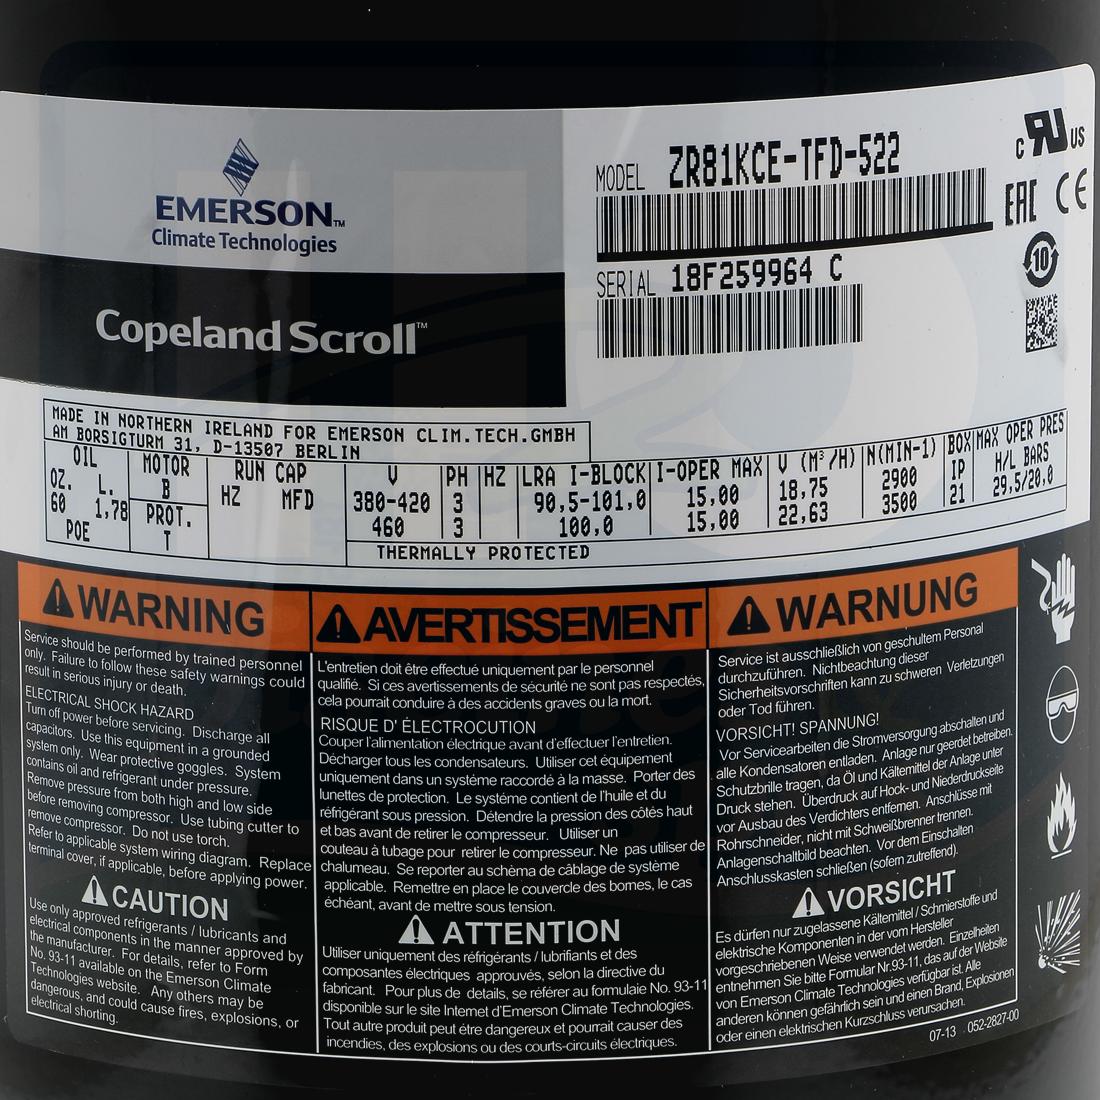 EMERSON™
Climate Technologies
Copeland Scroll™
MODEL ZR81KCE-TFD-522
SERIAL 18F259964 C
c RU US
EAC CE
10
MADE IN NORTHERN IRELAND FOR EMERSON CLIM.TECH.GMBH
AM BORSIGTURM 31, D-13507 BERLIN
OIL MOTOR RUN CAP V PH HZ LRA I-BLOCK I-OPER MAX V (M³/H) N(MIN-1) BOX MAX OPER PRES
OZ. L. B HZ MFD 380-420 3 90,5-101,0 15,00 18,75 2900 IP H/L BARS
60 1,78 PROT. 460 3 100,0 15,00 22,63 3500 21 29,5/20,0
POE T
THERMALLY PROTECTED
WARNING
Service should be performed by trained personnel
only. Failure to follow these safety warnings could
result in serious injury or death.
ELECTRICAL SHOCK HAZARD
Turn off power before servicing. Discharge all
capacitors. Use this equipment in a grounded
system only. Wear protective goggles. System
contains oil and refrigerant under pressure.
Remove pressure from both high and low side
before removing compressor. Use tubing cutter to
remove compressor. Do not use torch.
Refer to applicable system wiring diagram. Replace
terminal cover, if applicable, before applying power.
CAUTION
Use only approved refrigerants / lubricants and
electrical components in the manner approved by
the manufacturer. For details, refer to Form
No. 93-11 available on the Emerson Climate
Technologies website. Any others may be
dangerous, and could cause fires, explosions, or
electrical shorting.
AVERTISSEMENT
L'entretien doit être effectué uniquement par le personnel
qualifié. Si ces avertissements de sécurité ne sont pas respectés,
cela pourrait conduire à des accidents graves ou la mort.
RISQUE D' ÉLECTROCUTION
Couper l'alimentation électrique avant d'effectuer l'entretien.
Décharger tous les condensateurs. Utiliser cet équipement
uniquement dans un système raccordé à la masse. Porter des
lunettes de protection. Le système contient de l'huile et du
réfrigérant sous pression. Détendre la pression des côtés haut
et bas avant de retirer le compresseur. Utiliser un
couteau à tubage pour retirer le compresseur. Ne pas utiliser de
chalumeau. Se reporter au schèma de câblage de système
applicable. Remettre en place le couvercle des bornes, le cas
échéant, avant de mettre sous tension.
ATTENTION
Utiliser uniquement des réfrigérants / lubrifiants et des
composantes électriques approuvés, selon la directive du
fabricant. Pour plus de details, se référer au formulaie No. 93-11
disponible sur le site Internet d'Emerson Climate Technologies.
Tout autre produit peut être dangereux et pourrait causer des
incendies, des explosions ou des courts-circuits électriques.
WARNUNG
Service ist ausschließlich von geschultem Personal
durchzuführen. Nichtbeachtung dieser
Sicherheitsvorschriften kann zu schweren Verletzungen
oder Tod führen.
VORSICHT! SPANNUNG!
Vor Servicearbeiten die Stromversorgung abschalten und
alle Kondensatoren entladen. Anlage nur geerdet betreiben.
Schutzbrille tragen, da Öl und Kältemittel der Anlage unter
Druck stehen. Überdruck auf Hock- und Niederdruckseite
vor Ausbau des Verdichters entfernen. Anschlüsse mit
Rohrschneider, nicht mit Schweißbrenner trennen.
Anlagenschaltbild beachten. Vor dem Einschalten
Anschlusskasten schließen (sofern zutreffend).
VORSICHT
Es dürfen nur zugelassene Kältemittel / Schmierstoffe und
elektrische Komponenten in der vom Hersteller
vorgeschriebenen Weise verwendet werden. Einzelheiten
entnehmen Sie bitte Formular Nr.93-11, das auf der Website
von Emerson Climate Technologies verfügbar ist. Alle
anderen können gefährlich sein und einen Brand, Explosionen
oder einen elektrischen Kurzschluss verursachen.
07-13 052-2827-00